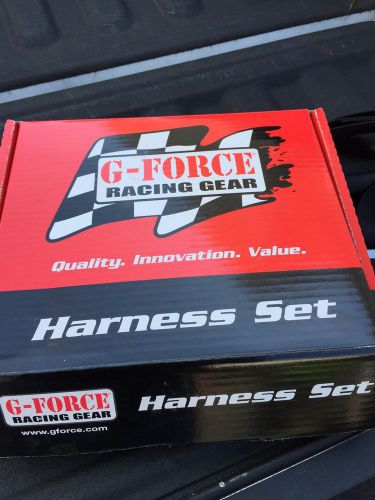 G-FORCE
RACING GEAR
Quality. Innovation. Value.
Harness Set
G-FORCE
RACING GEAR
www.gforce.com
Harness Set